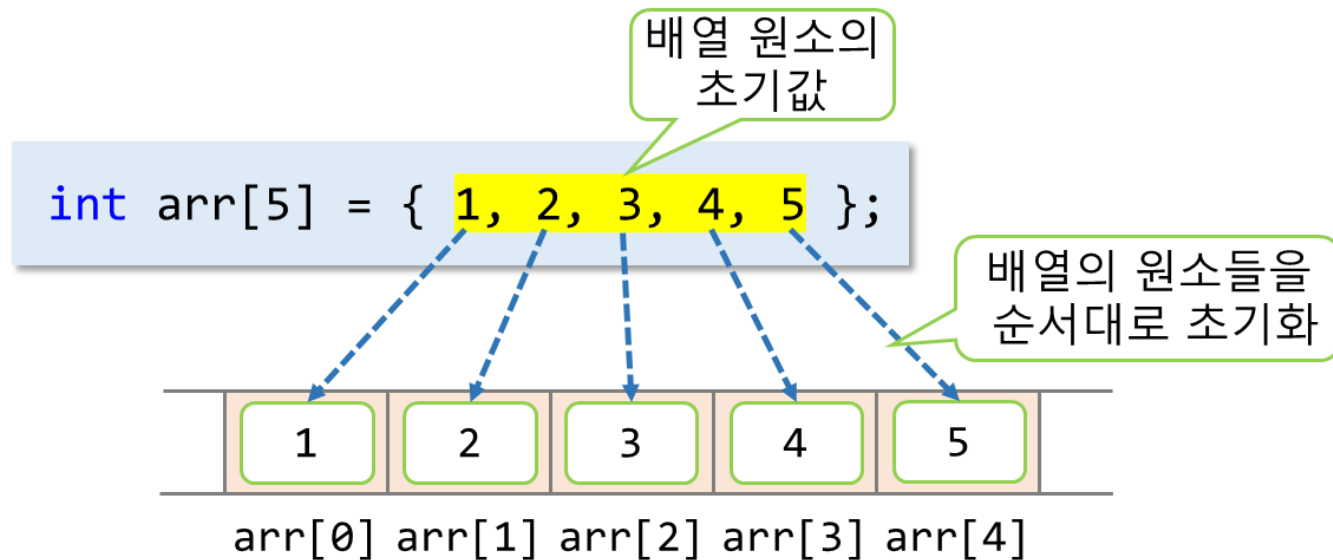 배열 원소의
초기값
int arr[5] = { 1, 2, 3, 4, 5 };
배열의 원소들을
순서대로 초기화
1 2 3 4 5
arr[0] arr[1] arr[2] arr[3] arr[4]